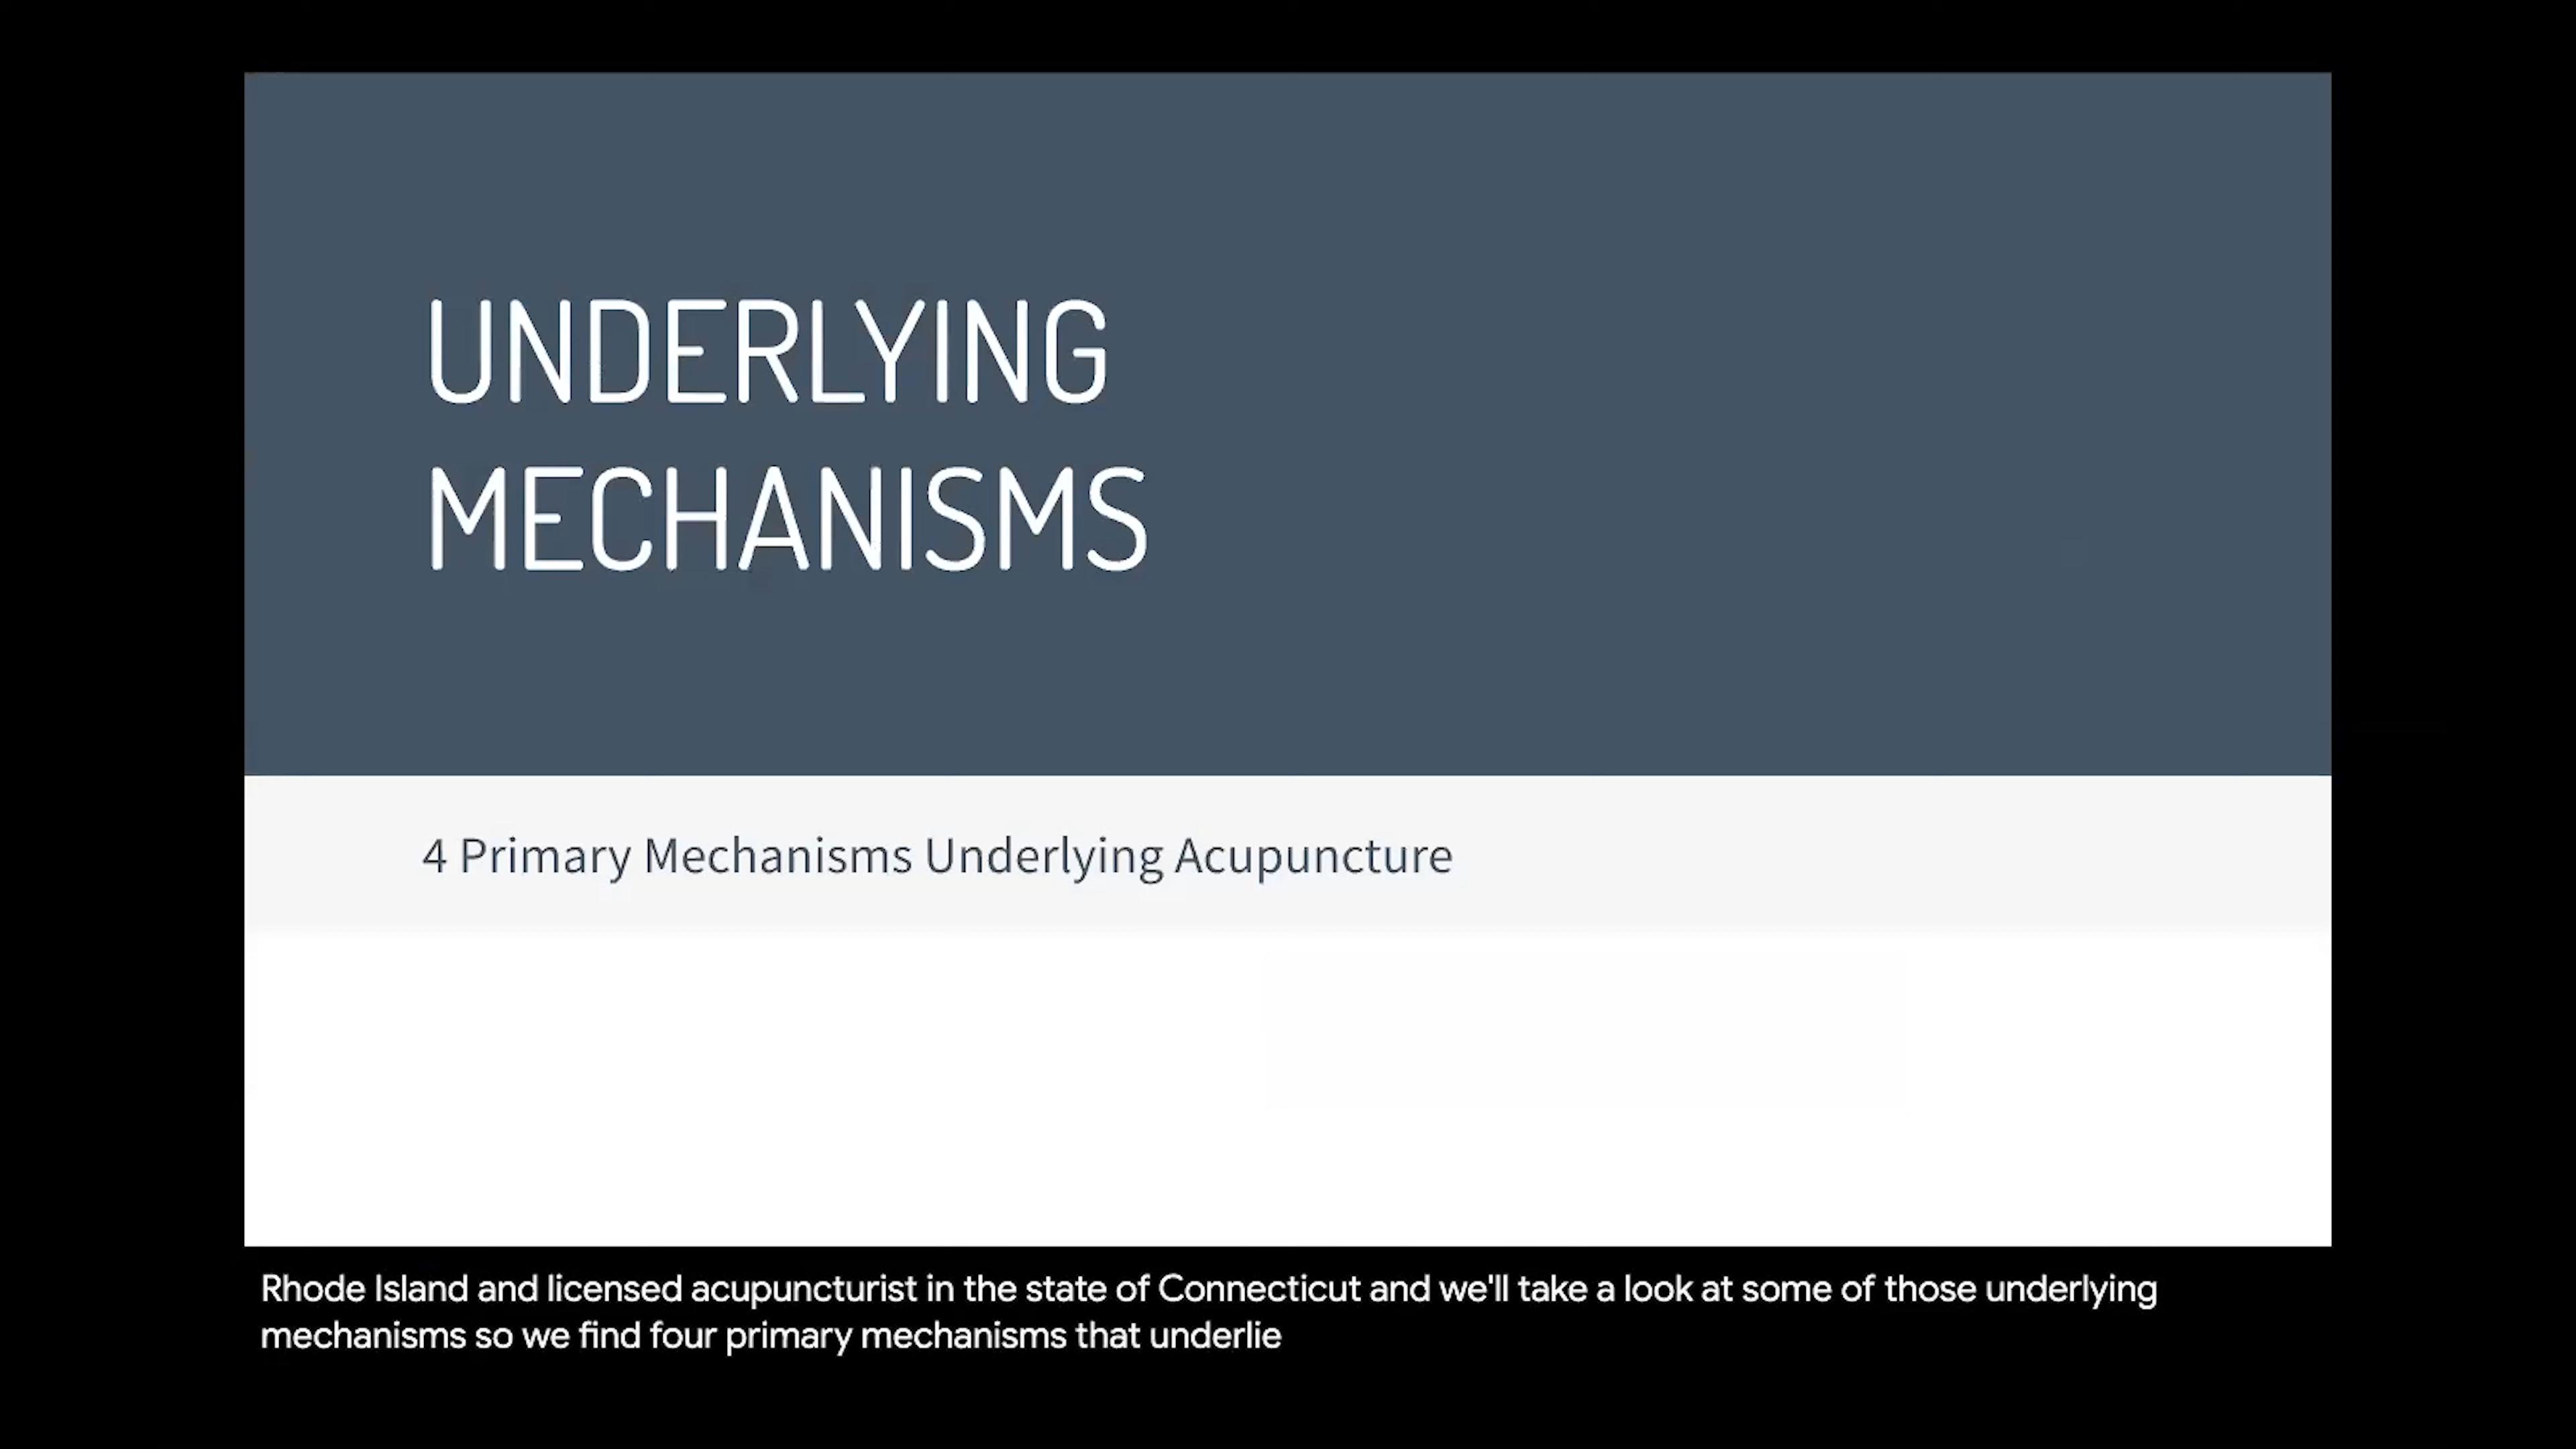 UNDERLYING
MECHANISMS
4 Primary Mechanisms Underlying Acupuncture
Rhode Island and licensed acupuncturist in the state of Connecticut and we'll take a look at some of those underlying
mechanisms so we find four primary mechanisms that underlie